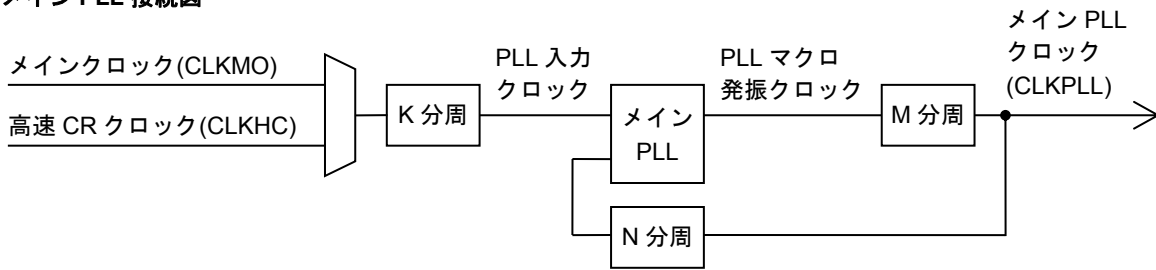 メイン PLL 接続図
メインクロック(CLKMO)
高速 CR クロック(CLKHC)
K 分周
PLL 入力
クロック
メイン
PLL
PLL マクロ
発振クロック
M 分周
メイン PLL
クロック
(CLKPLL)
N 分周